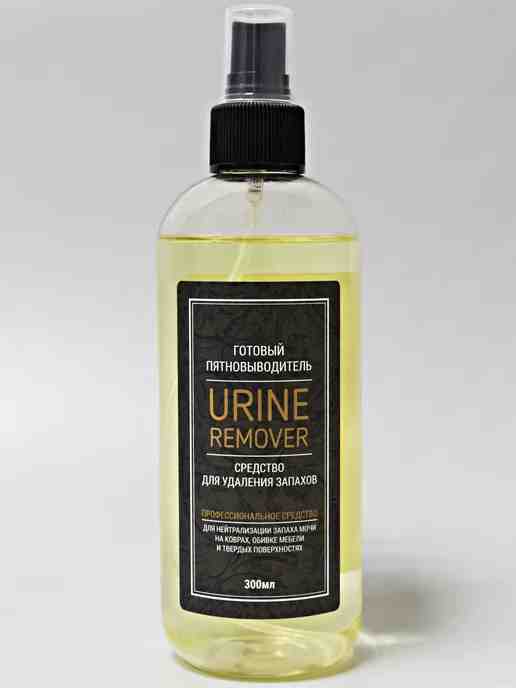 ГОТОВЫЙ
ПЯТНОВЫВОДИТЕЛЬ
URINE
REMOVER
СРЕДСТВО
ДЛЯ УДАЛЕНИЯ ЗАПАХОВ
ПРОФЕССИОНАЛЬНОЕ СРЕДСТВО
ДЛЯ НЕЙТРАЛИЗАЦИИ ЗАПАХА МОЧИ
НА КОВРАХ, ОБИВКЕ МЕБЕЛИ
И ТВЕРДЫХ ПОВЕРХНОСТЯХ
300мл